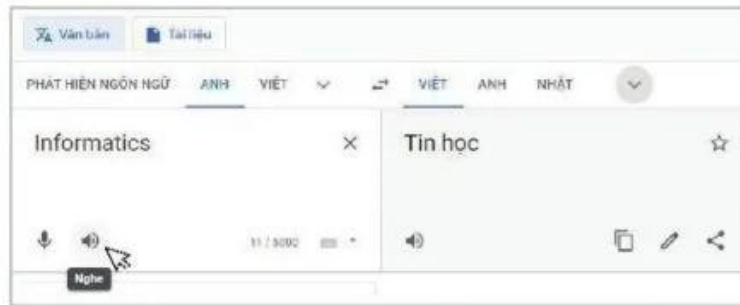 Văn bản Tài liệu
PHÁT HIỆN NGÔN NGỮ ANH VIỆT VIỆT ANH NHẬT
Informatics Tin học
11 / 5000
Nghe